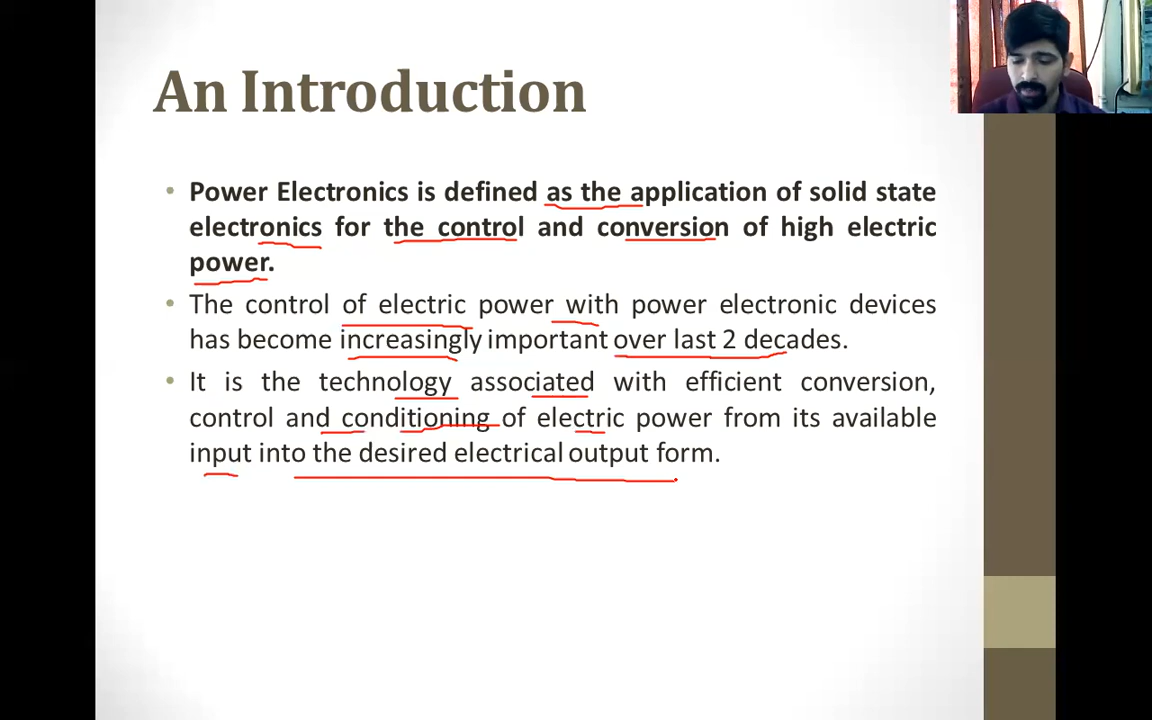 An Introduction
• Power Electronics is defined as the application of solid state
electronics for the control and conversion of high electric
power.
• The control of electric power with power electronic devices
has become increasingly important over last 2 decades.
• It is the technology associated with efficient conversion,
control and conditioning of electric power from its available
input into the desired electrical output form.